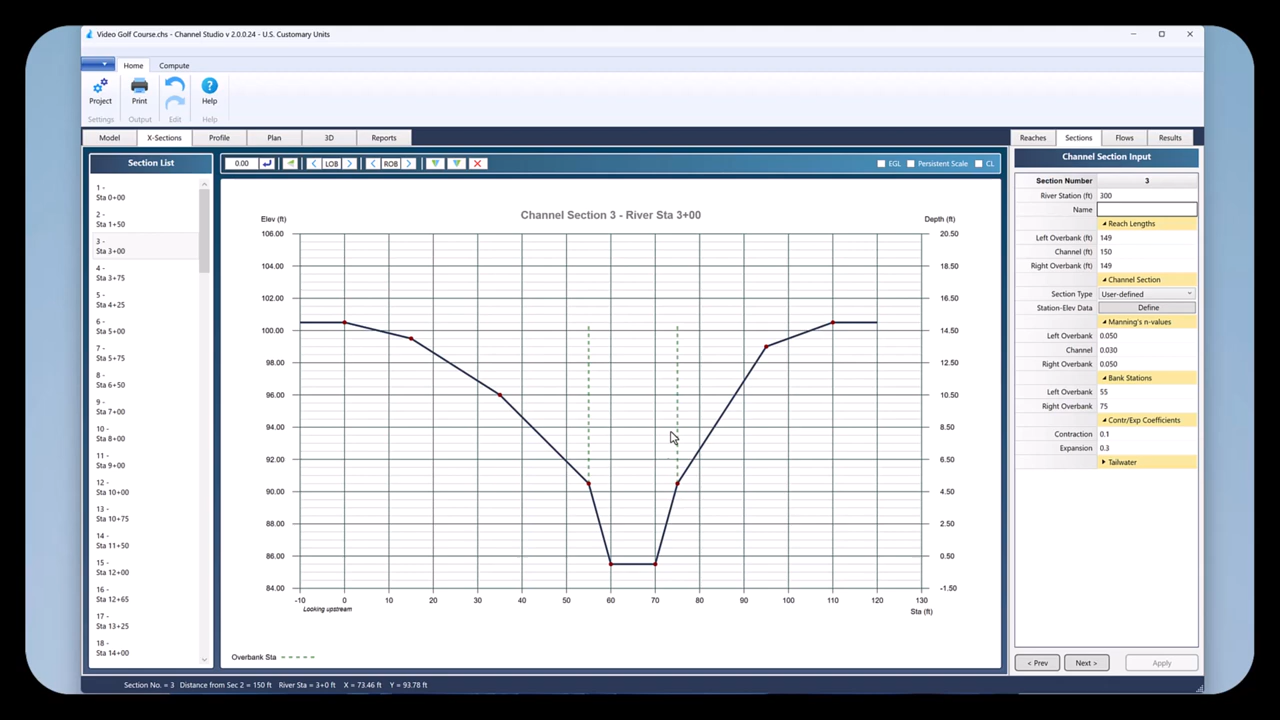 Video Golf Course.chs - Channel Studio v 2.0.0.24 - U.S. Customary Units
Home Compute
Project Print Help
Settings Output Edit Help
Model X-Sections Profile Plan 3D Reports
Reaches Sections Flows Results
Section List
1 -
Sta 0+00
2 -
Sta 1+50
3 -
Sta 3+00
4 -
Sta 3+75
5 -
Sta 4+25
6 -
Sta 5+00
7 -
Sta 5+75
8 -
Sta 6+50
9 -
Sta 7+00
10 -
Sta 8+00
11 -
Sta 9+00
12 -
Sta 10+00
13 -
Sta 10+75
14 -
Sta 11+50
15 -
Sta 12+00
16 -
Sta 12+65
17 -
Sta 13+25
18 -
Sta 14+00
0.00 < LOB > < ROB > EGL Persistent Scale CL
Channel Section 3 - River Sta 3+00
Elev (ft) Depth (ft)
106.00 20.50
104.00 18.50
102.00 16.50
100.00 14.50
98.00 12.50
96.00 10.50
94.00 8.50
92.00 6.50
90.00 4.50
88.00 2.50
86.00 0.50
84.00 -1.50
-10 0 10 20 30 40 50 60 70 80 90 100 110 120 130
Looking upstream Sta (ft)
Overbank Sta
Channel Section Input
Section Number 3
River Station (ft) 300
Name
Reach Lengths
Left Overbank (ft) 149
Channel (ft) 150
Right Overbank (ft) 149
Channel Section
Section Type User-defined
Station-Elev Data Define
Manning's n-values
Left Overbank 0.050
Channel 0.030
Right Overbank 0.050
Bank Stations
Left Overbank 55
Right Overbank 75
Contr/Exp Coefficients
Contraction 0.1
Expansion 0.3
Tailwater
< Prev Next > Apply
Section No. = 3 Distance from Sec 2 = 150 ft River Sta = 3+0 ft X = 73.46 ft Y = 93.78 ft